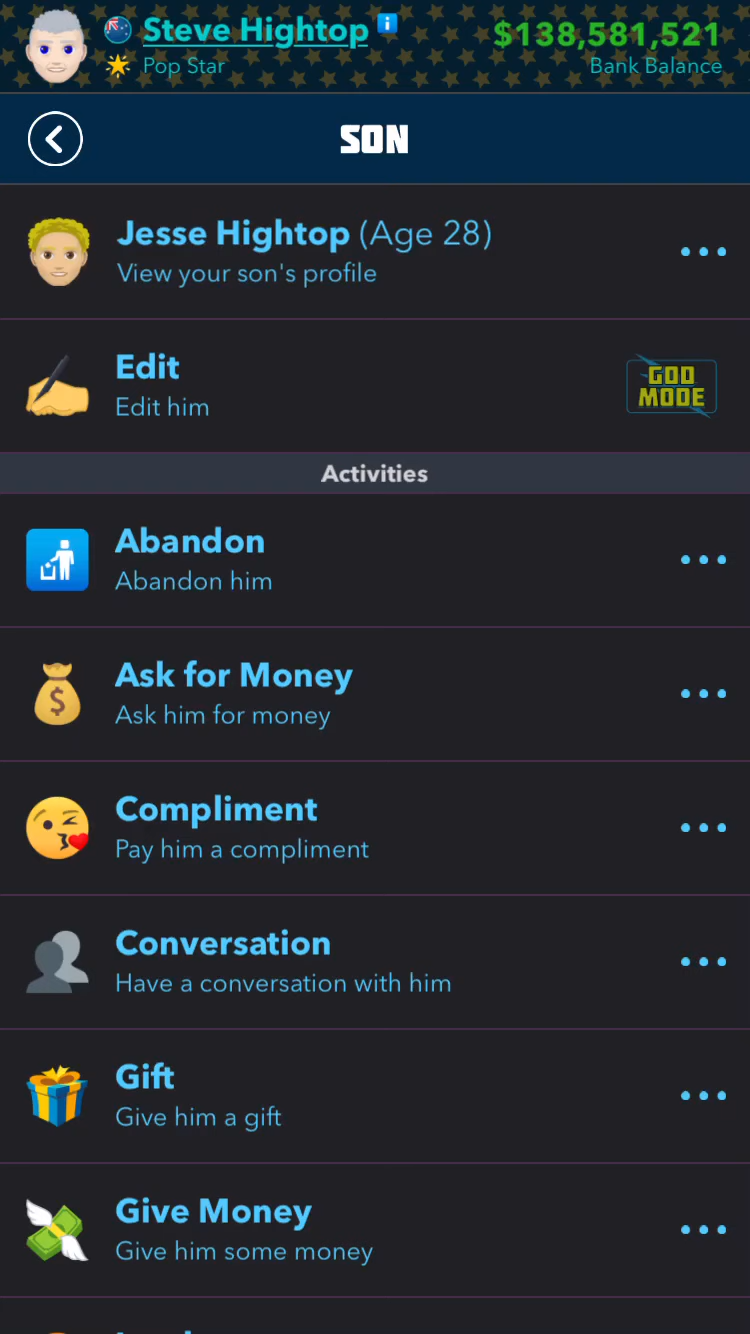 Steve Hightop
$138,581,521
Pop Star
Bank Balance
SON
Jesse Hightop (Age 28)
View your son's profile
Edit
Edit him
GOD
MODE
Activities
Abandon
Abandon him
Ask for Money
Ask him for money
Compliment
Pay him a compliment
Conversation
Have a conversation with him
Gift
Give him a gift
Give Money
Give him some money